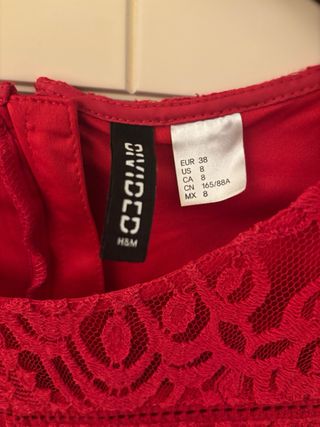 DIVIDED
H&M
EUR 38
US 8
CA 8
CN 165/88A
MX 8